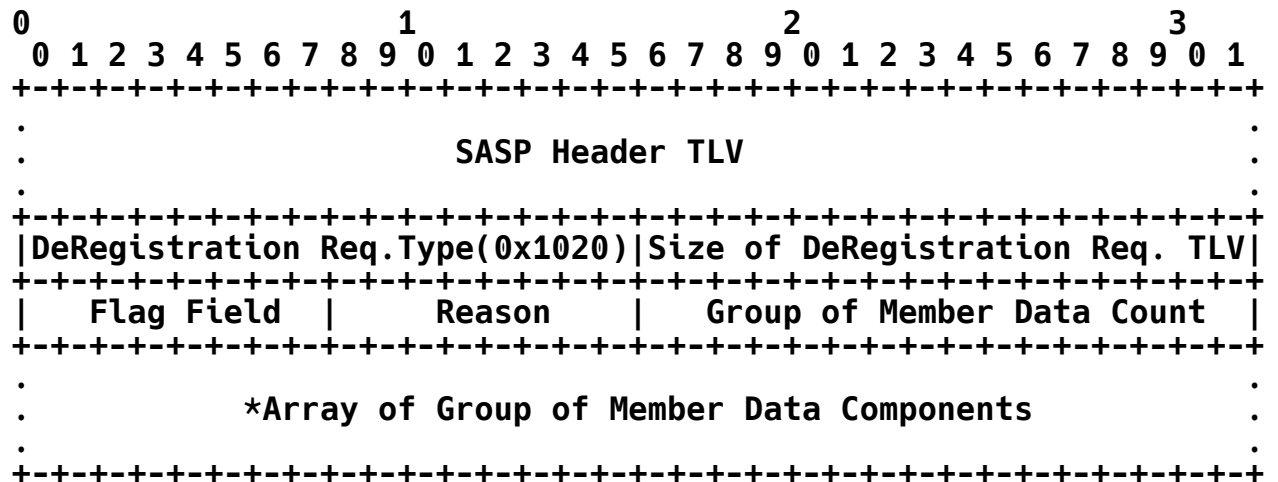 0                   1                   2                   3
 0 1 2 3 4 5 6 7 8 9 0 1 2 3 4 5 6 7 8 9 0 1 2 3 4 5 6 7 8 9 0 1
+-+-+-+-+-+-+-+-+-+-+-+-+-+-+-+-+-+-+-+-+-+-+-+-+-+-+-+-+-+-+-+-+
.                                                               .
.                      SASP Header TLV                          .
.                                                               .
+-+-+-+-+-+-+-+-+-+-+-+-+-+-+-+-+-+-+-+-+-+-+-+-+-+-+-+-+-+-+-+-+
|DeRegistration Req.Type(0x1020)|Size of DeRegistration Req. TLV|
+-+-+-+-+-+-+-+-+-+-+-+-+-+-+-+-+-+-+-+-+-+-+-+-+-+-+-+-+-+-+-+-+
|   Flag Field  |     Reason    |   Group of Member Data Count  |
+-+-+-+-+-+-+-+-+-+-+-+-+-+-+-+-+-+-+-+-+-+-+-+-+-+-+-+-+-+-+-+-+
.                                                               .
.           *Array of Group of Member Data Components           .
.                                                               .
+-+-+-+-+-+-+-+-+-+-+-+-+-+-+-+-+-+-+-+-+-+-+-+-+-+-+-+-+-+-+-+-+